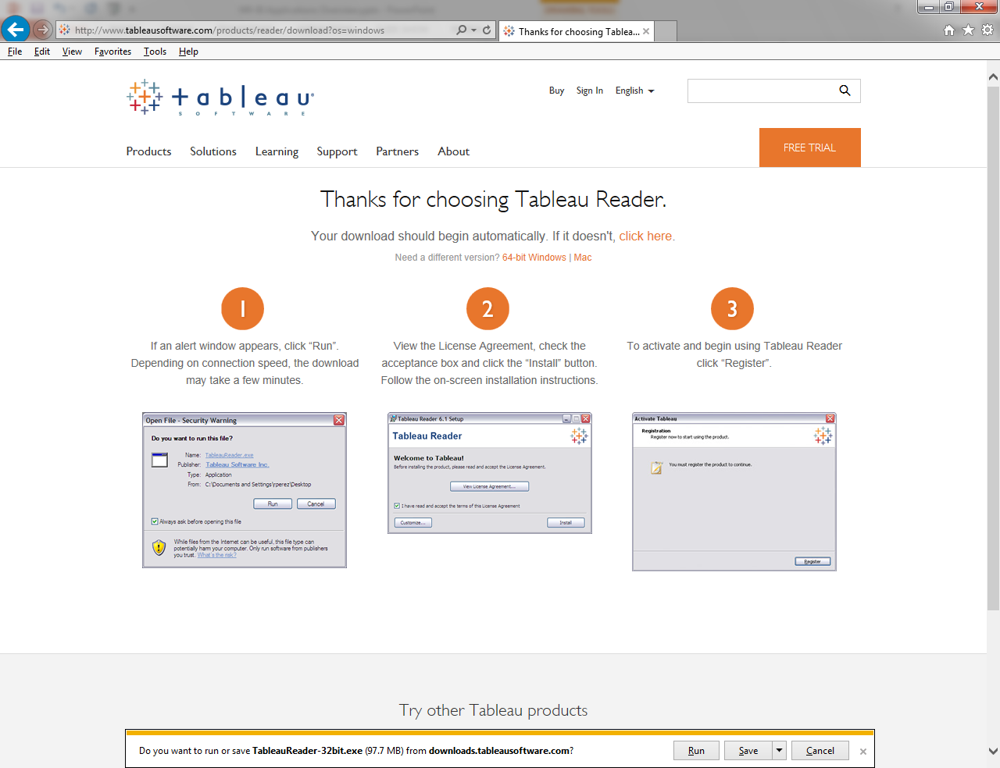 http://www.tableausoftware.com/products/reader/download?os=windows
Thanks for choosing Tablea...
File Edit View Favorites Tools Help
tableau
SOFTWARE
Buy Sign In English
Products Solutions Learning Support Partners About
FREE TRIAL
Thanks for choosing Tableau Reader.
Your download should begin automatically. If it doesn't, click here.
Need a different version? 64-bit Windows | Mac
1
If an alert window appears, click “Run”.
Depending on connection speed, the download
may take a few minutes.
2
View the License Agreement, check the
acceptance box and click the “Install” button.
Follow the on-screen installation instructions.
3
To activate and begin using Tableau Reader
click “Register”.
Open File - Security Warning
Do you want to run this file?
Name: TableauReader.exe
Publisher: Tableau Software Inc.
Type: Application
From: C:\Documents and Settings\rperez\Desktop
Run Cancel
Always ask before opening this file
While files from the Internet can be useful, this file type can
potentially harm your computer. Only run software from publishers
you trust. What's the risk?
Tableau Reader 6.1 Setup
Tableau Reader
Welcome to Tableau!
Before installing the product, please read and accept the License Agreement.
View License Agreement...
I have read and accept the terms of this License Agreement
Customize... Install
Activate Tableau
Registration
Register now to start using the product.
You must register the product to continue.
Register
Try other Tableau products
Do you want to run or save TableauReader-32bit.exe (97.7 MB) from downloads.tableausoftware.com?
Run Save Cancel